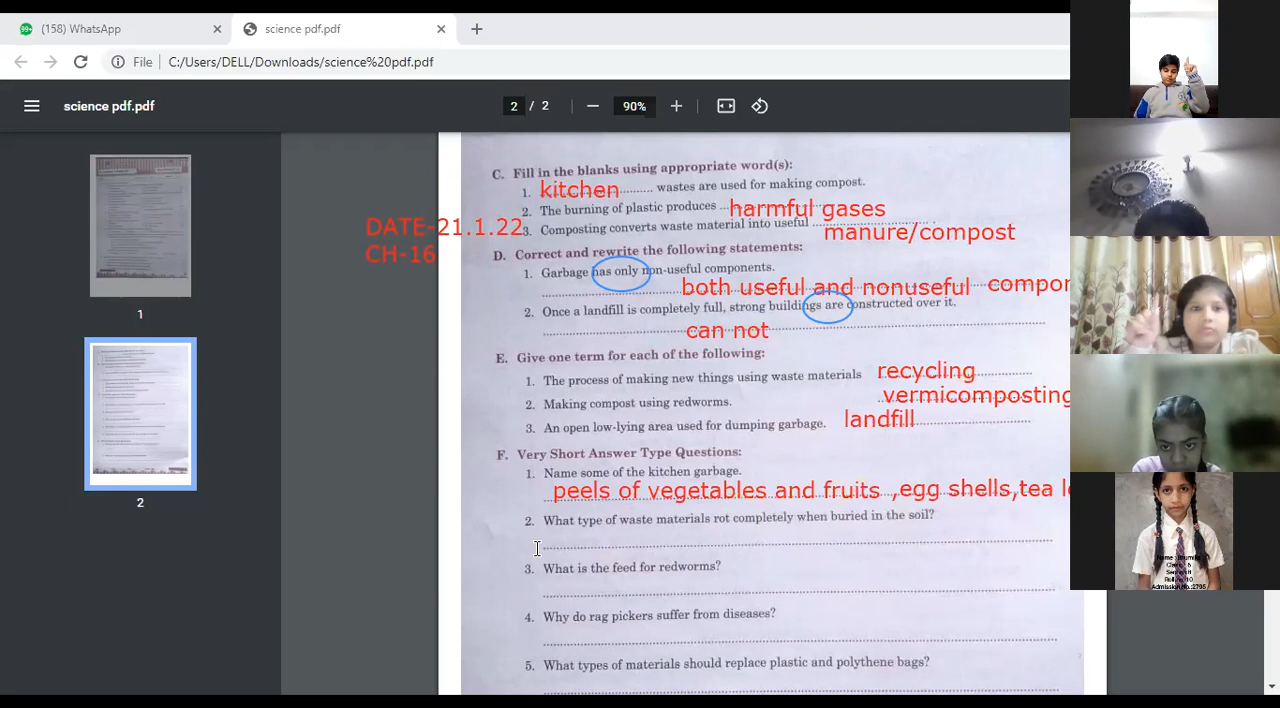 (158) WhatsApp
science pdf.pdf
File
C:/Users/DELL/Downloads/science%20pdf.pdf
science pdf.pdf
2 / 2
90%
1
2
DATE-21.1.22
CH-16
C. Fill in the blanks using appropriate word(s):
1. kitchen wastes are used for making compost.
2. The burning of plastic produces harmful gases
3. Composting converts waste material into useful manure/compost
D. Correct and rewrite the following statements:
1. Garbage has only non-useful components.
both useful and nonuseful compon
2. Once a landfill is completely full, strong buildings are constructed over it.
can not
E. Give one term for each of the following:
1. The process of making new things using waste materials recycling
2. Making compost using redworms. vermicomposting
3. An open low-lying area used for dumping garbage. landfill
F. Very Short Answer Type Questions:
1. Name some of the kitchen garbage.
peels of vegetables and fruits ,egg shells,tea le
2. What type of waste materials rot completely when buried in the soil?
3. What is the feed for redworms?
4. Why do rag pickers suffer from diseases?
5. What types of materials should replace plastic and polythene bags?